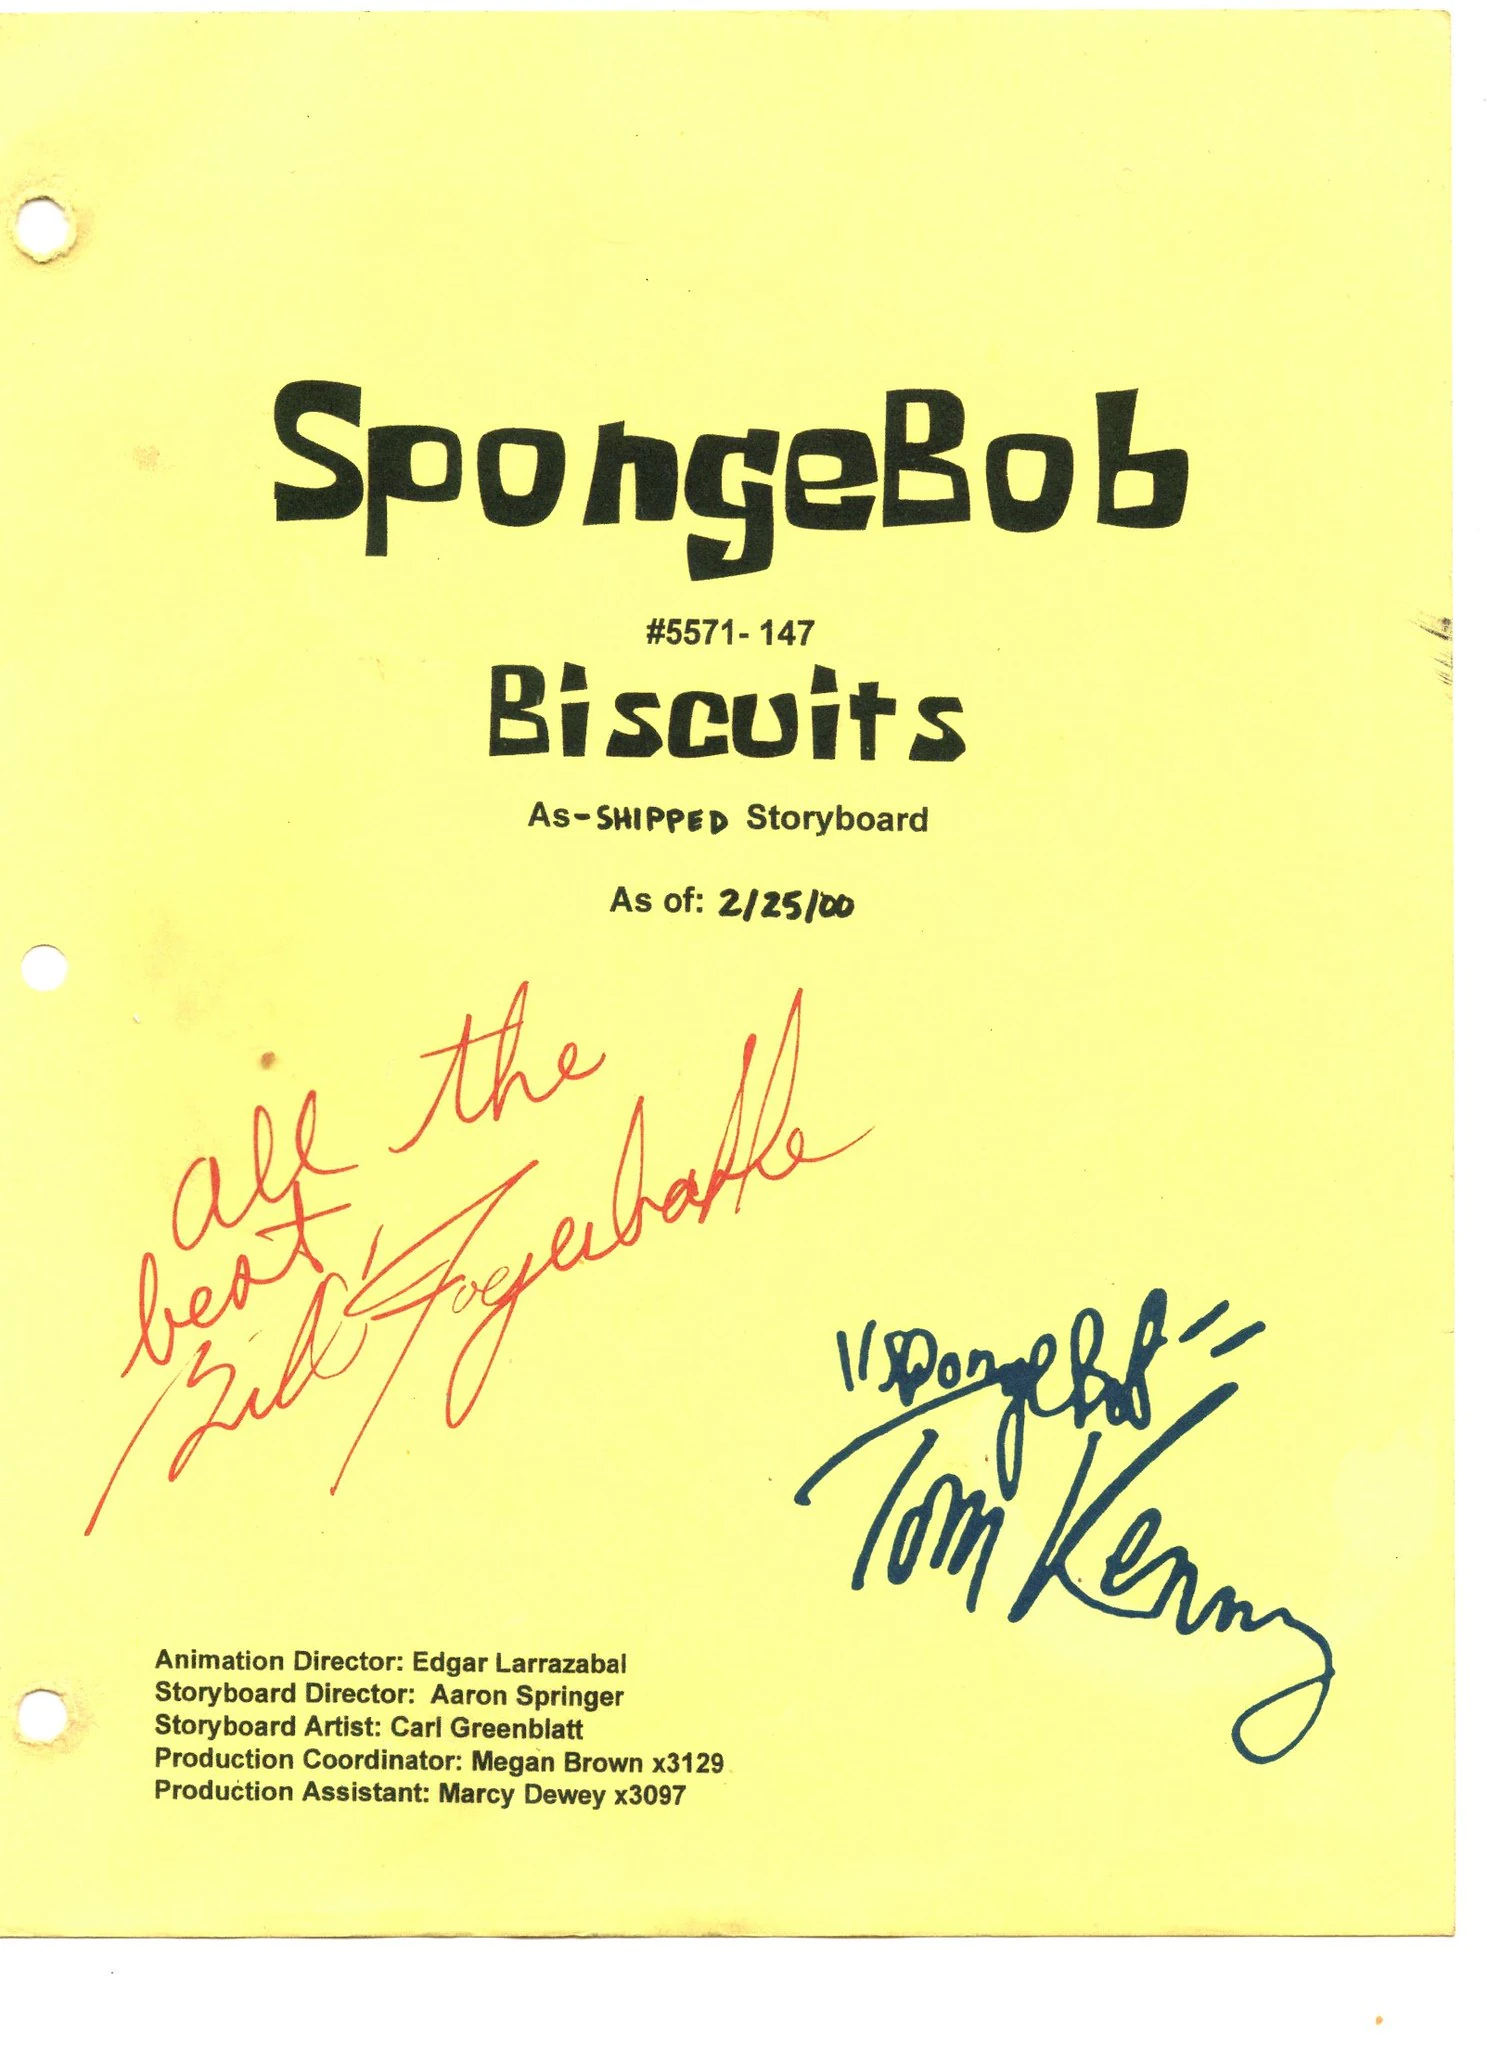 SpongeBob
#5571- 147
Biscuits
As-SHIPPED Storyboard
As of: 2/25/00
all the
best,
Bill Fagerbakke
"SpongeBob"
Tom Kenny
Animation Director: Edgar Larrazabal
Storyboard Director: Aaron Springer
Storyboard Artist: Carl Greenblatt
Production Coordinator: Megan Brown x3129
Production Assistant: Marcy Dewey x3097